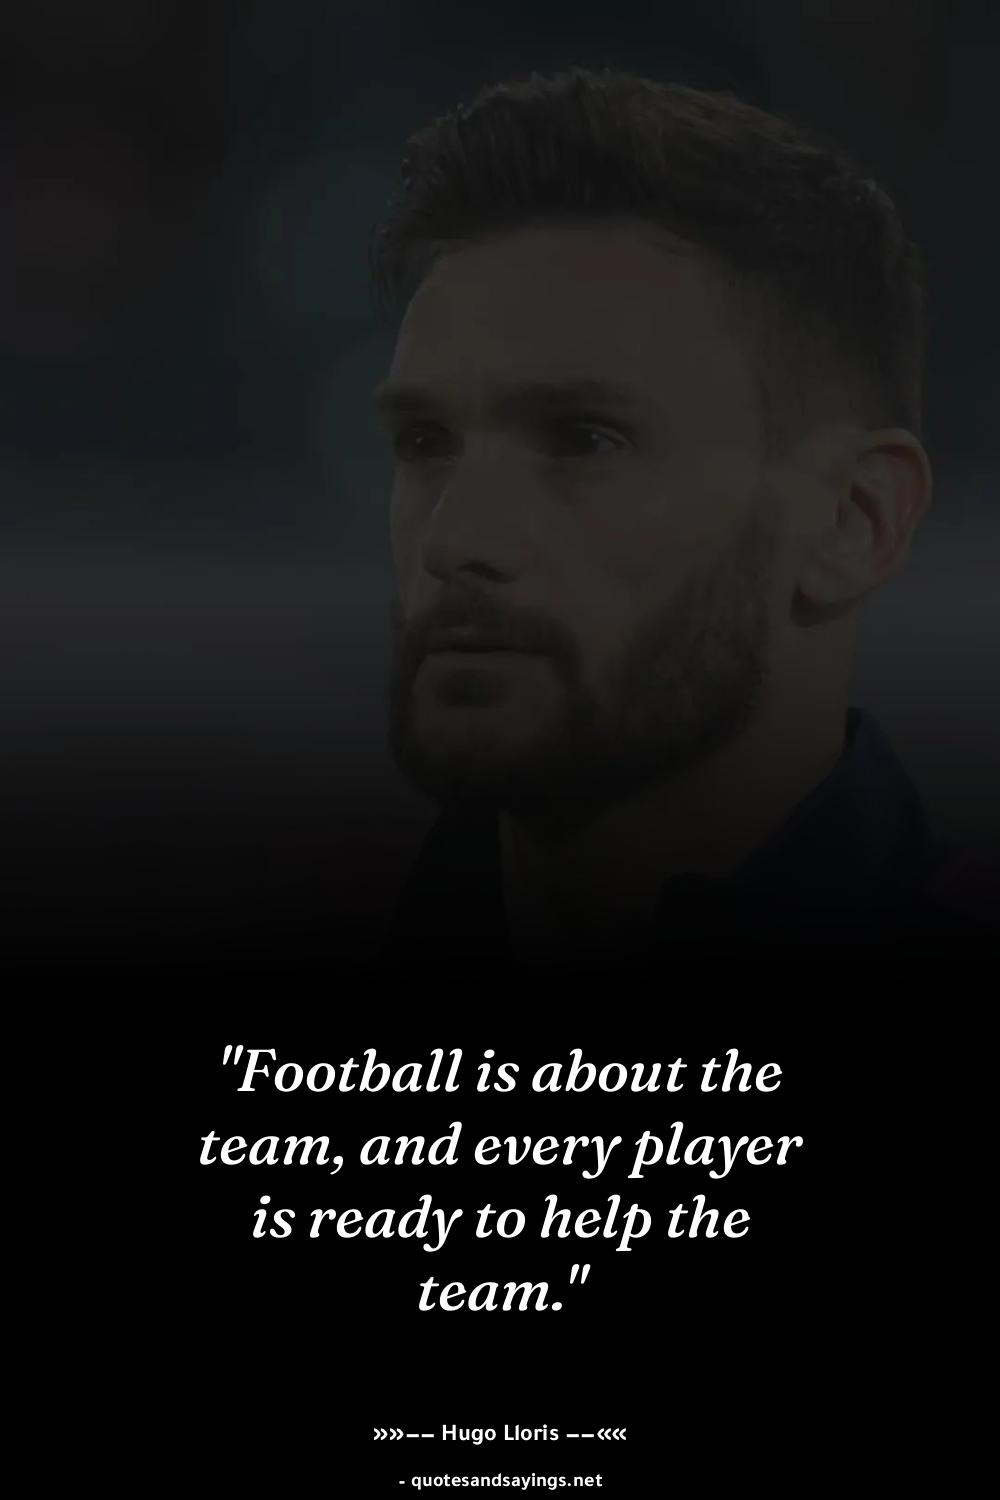 "Football is about the
team, and every player
is ready to help the
team."
»»–– Hugo Lloris ––««
- quotesandsayings.net